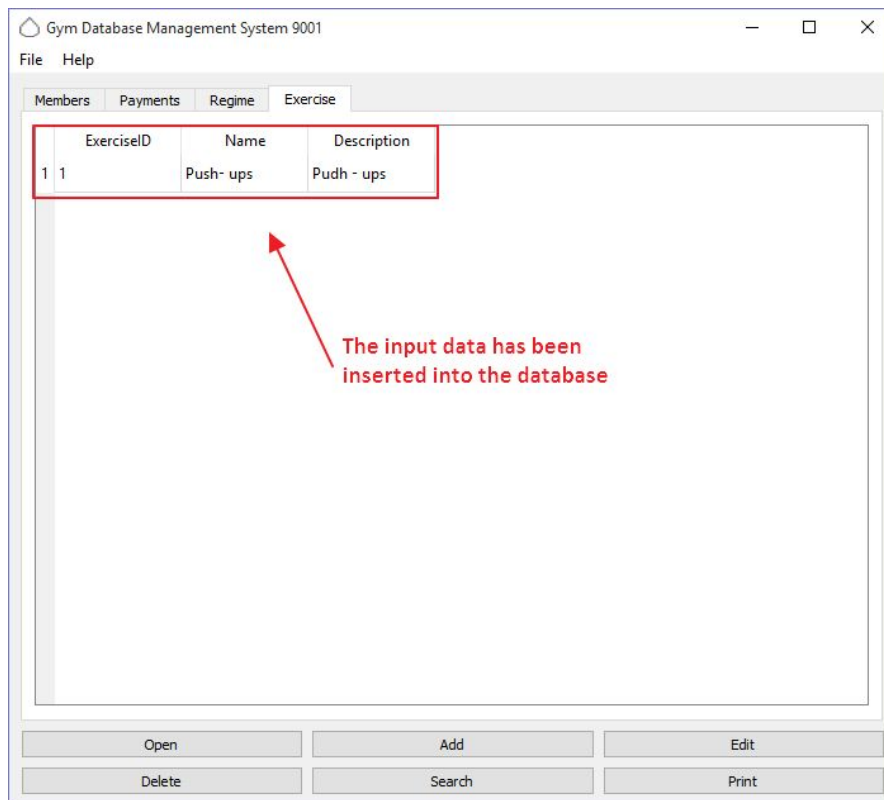 Gym Database Management System 9001
File Help
Members Payments Regime Exercise
ExerciseID Name Description
1 1 Push- ups Pudh - ups
The input data has been
inserted into the database
Open Add Edit
Delete Search Print